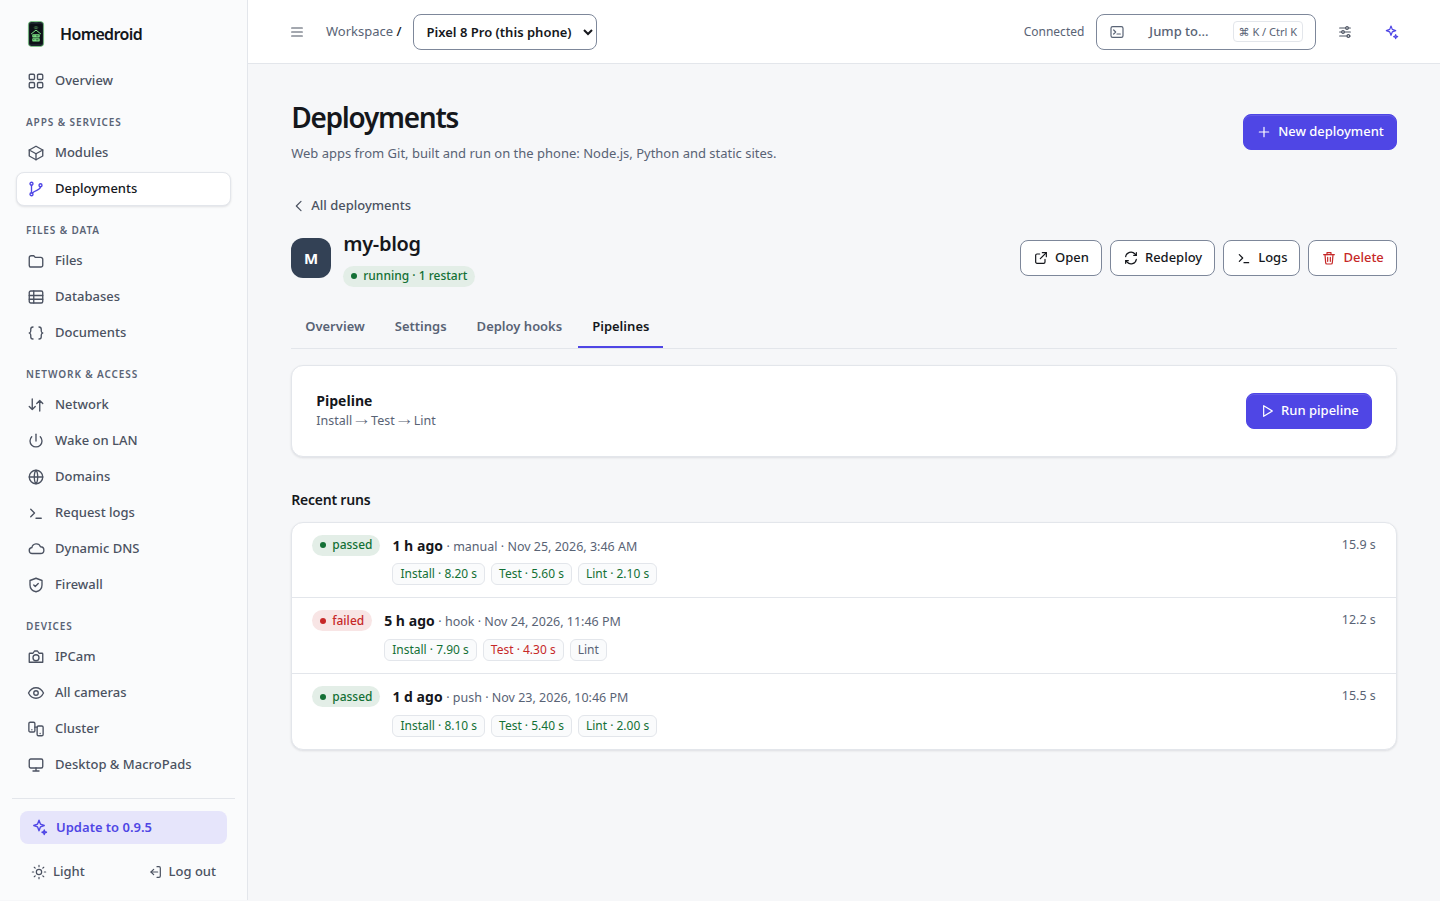 Homedroid
Workspace /
Pixel 8 Pro (this phone)
Connected
Jump to...
⌘ K / Ctrl K
Overview
APPS & SERVICES
Modules
Deployments
FILES & DATA
Files
Databases
Documents
NETWORK & ACCESS
Network
Wake on LAN
Domains
Request logs
Dynamic DNS
Firewall
DEVICES
IPCam
All cameras
Cluster
Desktop & MacroPads
Update to 0.9.5
Light
Log out
Deployments
Web apps from Git, built and run on the phone: Node.js, Python and static sites.
New deployment
All deployments
M
my-blog
running · 1 restart
Open
Redeploy
Logs
Delete
Overview
Settings
Deploy hooks
Pipelines
Pipeline
Install → Test → Lint
Run pipeline
Recent runs
passed 1 h ago · manual · Nov 25, 2026, 3:46 AM 15.9 s
Install · 8.20 s Test · 5.60 s Lint · 2.10 s
failed 5 h ago · hook · Nov 24, 2026, 11:46 PM 12.2 s
Install · 7.90 s Test · 4.30 s Lint
passed 1 d ago · push · Nov 23, 2026, 10:46 PM 15.5 s
Install · 8.10 s Test · 5.40 s Lint · 2.00 s